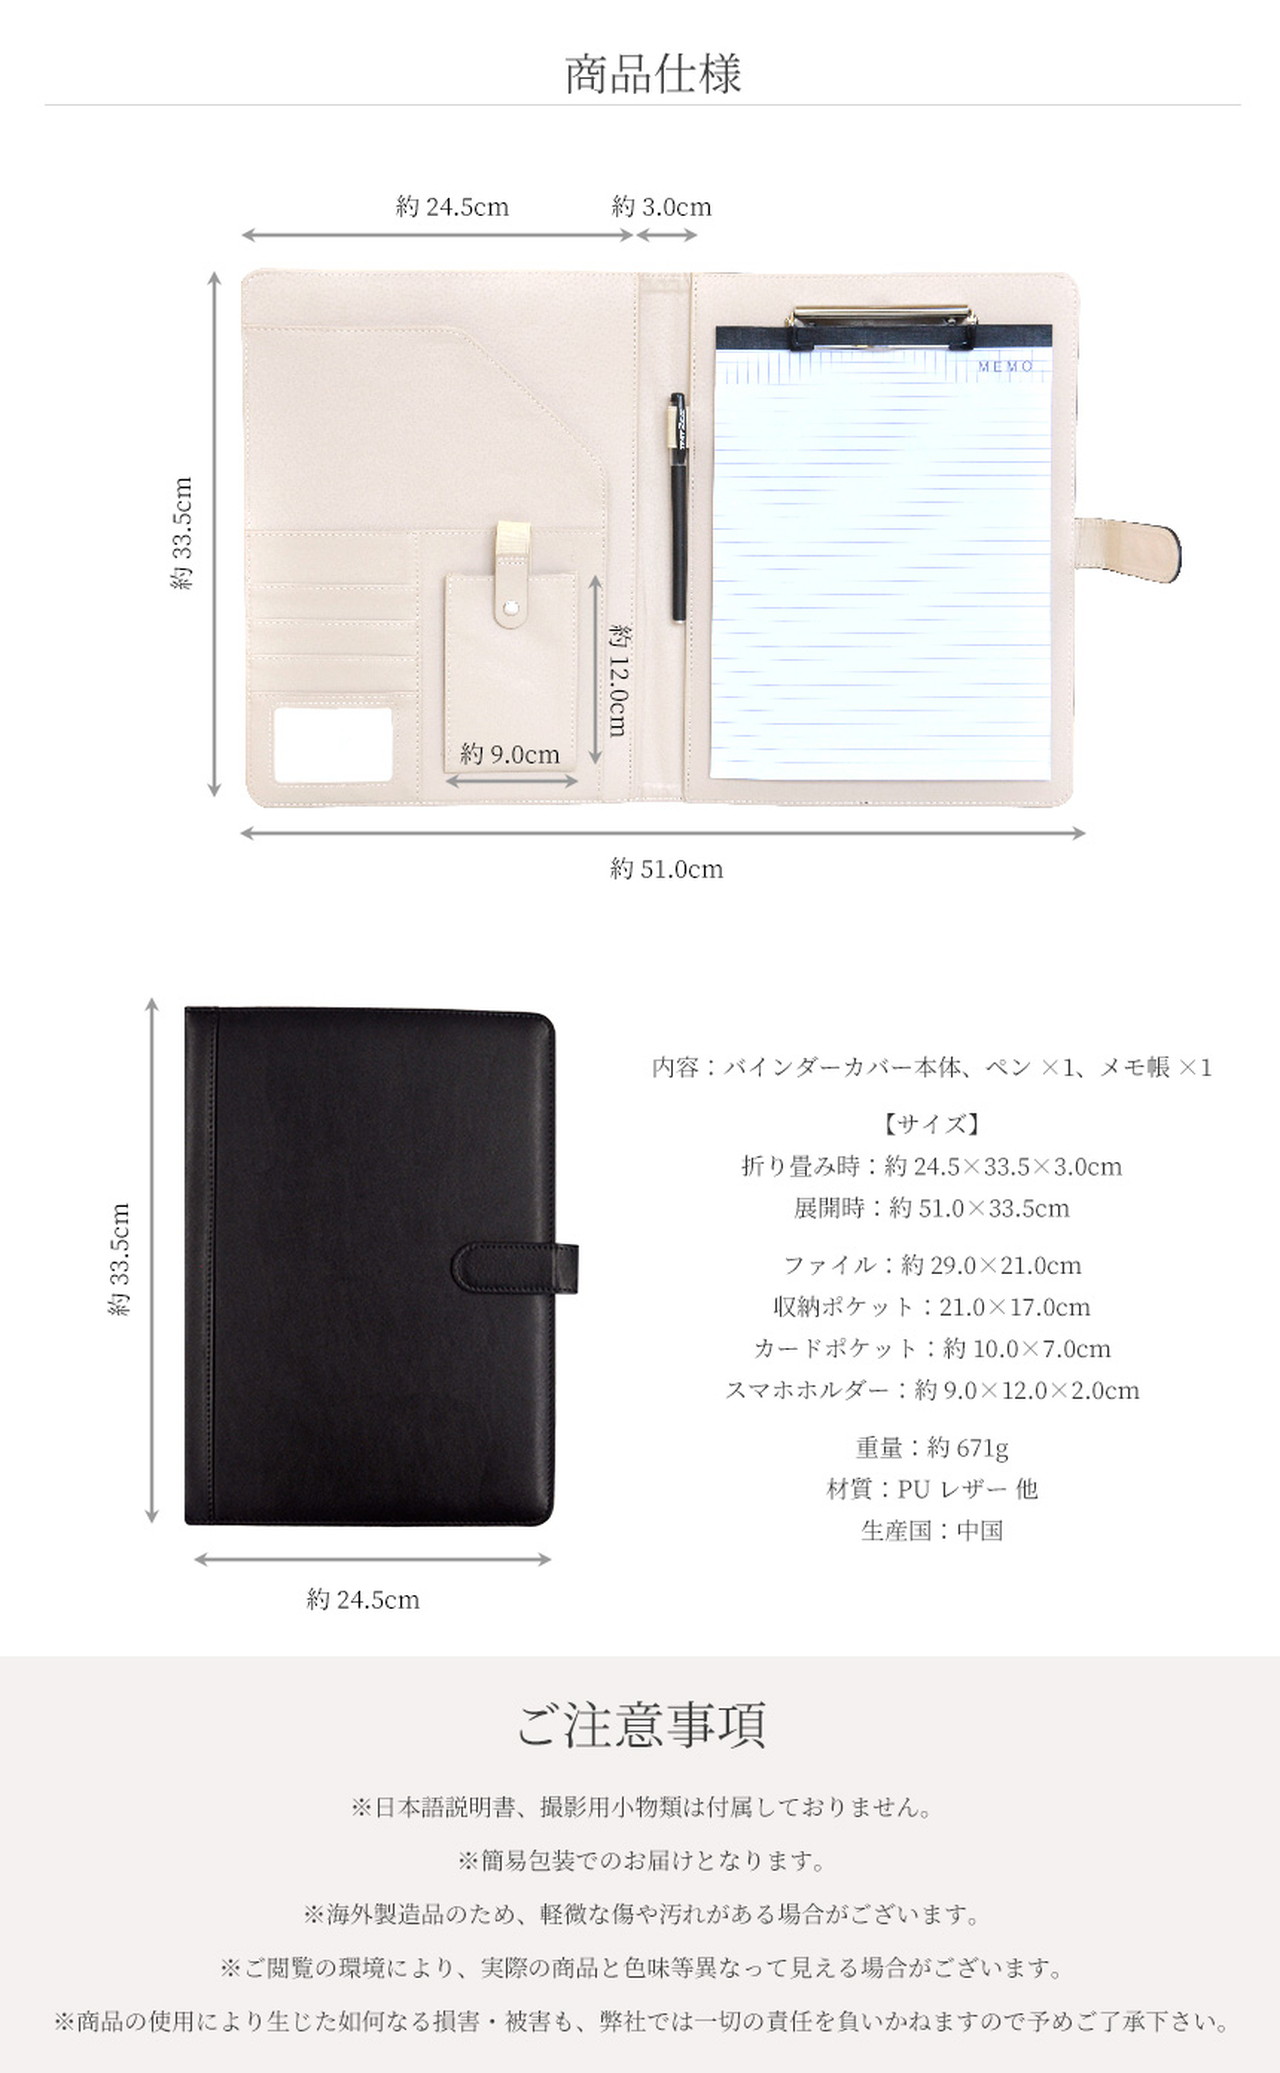 商品仕様
約 24.5cm
約 3.0cm
MEMO
約 33.5cm
約 12.0cm
約 9.0cm
約 51.0cm
約 33.5cm
約 24.5cm
内容：バインダーカバー本体、ペン ×1、メモ帳 ×1
【サイズ】
折り畳み時：約 24.5×33.5×3.0cm
展開時：約 51.0×33.5cm
ファイル：約 29.0×21.0cm
収納ポケット：21.0×17.0cm
カードポケット：約 10.0×7.0cm
スマホホルダー：約 9.0×12.0×2.0cm
重量：約 671g
材質：PU レザー 他
生産国：中国
ご注意事項
※日本語説明書、撮影用小物類は付属しておりません。
※簡易包装でのお届けとなります。
※海外製造品のため、軽微な傷や汚れがある場合がございます。
※ご閲覧の環境により、実際の商品と色味等異なって見える場合がございます。
※商品の使用により生じた如何なる損害・被害も、弊社では一切の責任を負いかねますので予めご了承下さい。